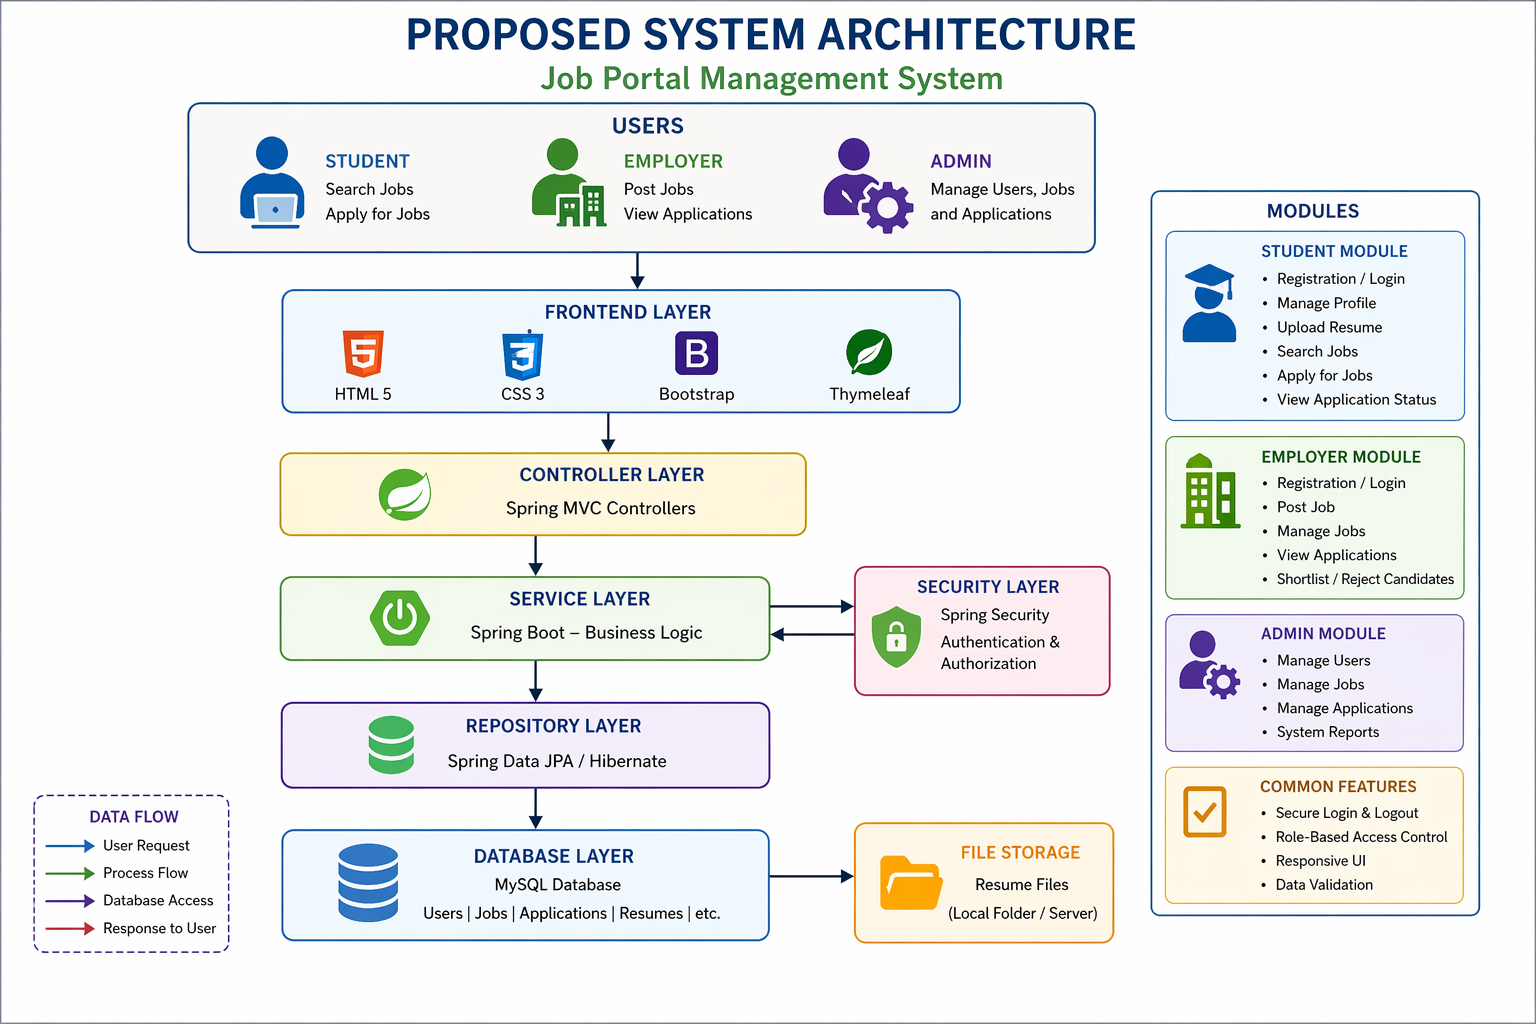 PROPOSED SYSTEM ARCHITECTURE
Job Portal Management System
USERS
STUDENT
Search Jobs
Apply for Jobs
EMPLOYER
Post Jobs
View Applications
ADMIN
Manage Users, Jobs
and Applications
FRONTEND LAYER
5
HTML 5
3
CSS 3
B
Bootstrap
Thymeleaf
CONTROLLER LAYER
Spring MVC Controllers
SERVICE LAYER
Spring Boot – Business Logic
SECURITY LAYER
Spring Security
Authentication &
Authorization
REPOSITORY LAYER
Spring Data JPA / Hibernate
DATABASE LAYER
MySQL Database
Users | Jobs | Applications | Resumes | etc.
FILE STORAGE
Resume Files
(Local Folder / Server)
DATA FLOW
User Request
Process Flow
Database Access
Response to User
MODULES
STUDENT MODULE
• Registration / Login
• Manage Profile
• Upload Resume
• Search Jobs
• Apply for Jobs
• View Application Status
EMPLOYER MODULE
• Registration / Login
• Post Job
• Manage Jobs
• View Applications
• Shortlist / Reject Candidates
ADMIN MODULE
• Manage Users
• Manage Jobs
• Manage Applications
• System Reports
COMMON FEATURES
• Secure Login & Logout
• Role-Based Access Control
• Responsive UI
• Data Validation